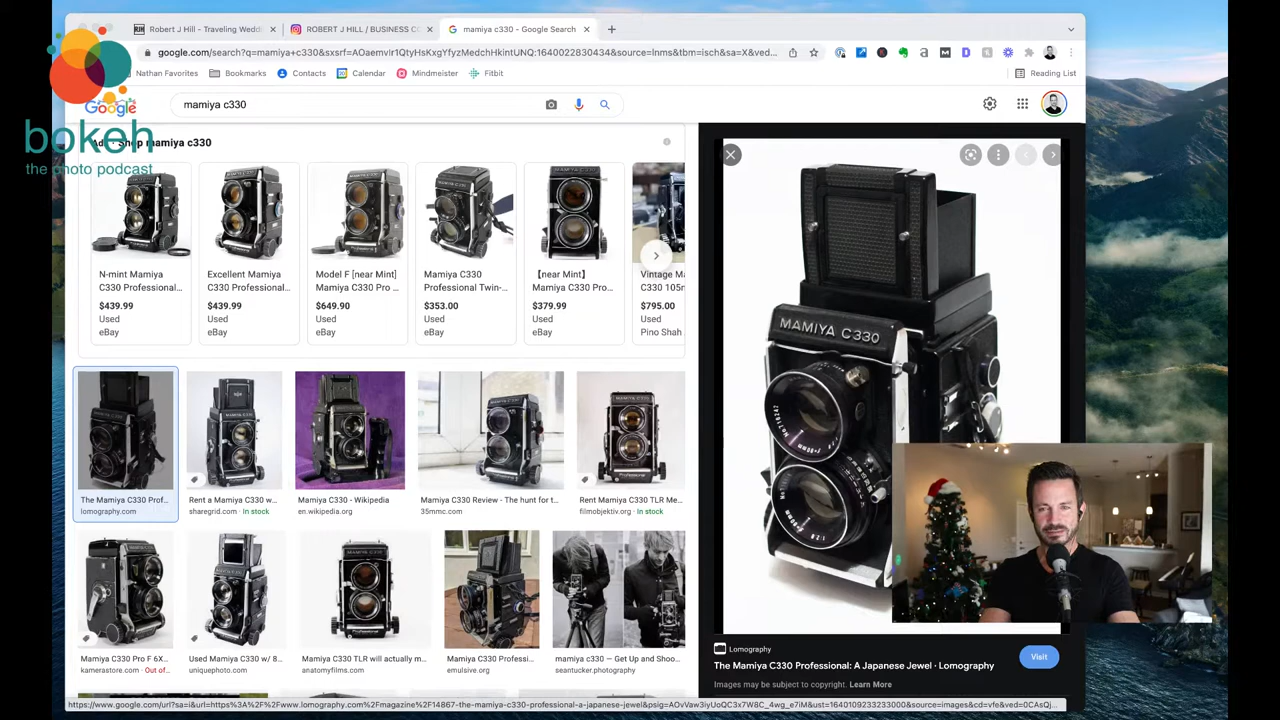 bokeh
the photo podcast
Robert J Hill - Traveling Wedd
ROBERT J HILL / BUSINESS CO
mamiya c330 - Google Search
google.com/search?q=mamiya+c330&sxsrf=
Nathan Favorites
Bookmarks
Contacts
Calendar
Mindmeister
Fitbit
Reading List
Google
mamiya c330
Shop mamiya c330
N-mint Mamiya
C330 Professional...
$439.99
Used
eBay
Excellent Mamiya
C330 Professional...
$439.99
Used
eBay
Model F [near Mint]
Mamiya C330 Pro ...
$649.90
Used
eBay
Mamiya C330
Professional Twin-...
$353.00
Used
eBay
【near Mint】
Mamiya C330 Pro...
$379.99
Used
eBay
Vintage Ma
C330 105m
$795.00
Used
Pino Shah
The Mamiya C330 Prof...
lomography.com
Rent a Mamiya C330 w...
sharegrid.com · In stock
Mamiya C330 - Wikipedia
en.wikipedia.org
Mamiya C330 Review - The hunt for t...
35mmc.com
Rent Mamiya C330 TLR Me...
filmobjektiv.org · In stock
Mamiya C330 Pro F 6X...
kamerastore.com · Out of...
Used Mamiya C330 w/ 8...
uniquephoto.com
Mamiya C330 TLR will actually m...
anatomyfilms.com
Mamiya C330 Professi...
emulsive.org
mamiya c330 — Get Up and Shoo...
seantucker.photography
MAMIYA C330
Lomography
The Mamiya C330 Professional: A Japanese Jewel · Lomography
Visit
Images may be subject to copyright. Learn More